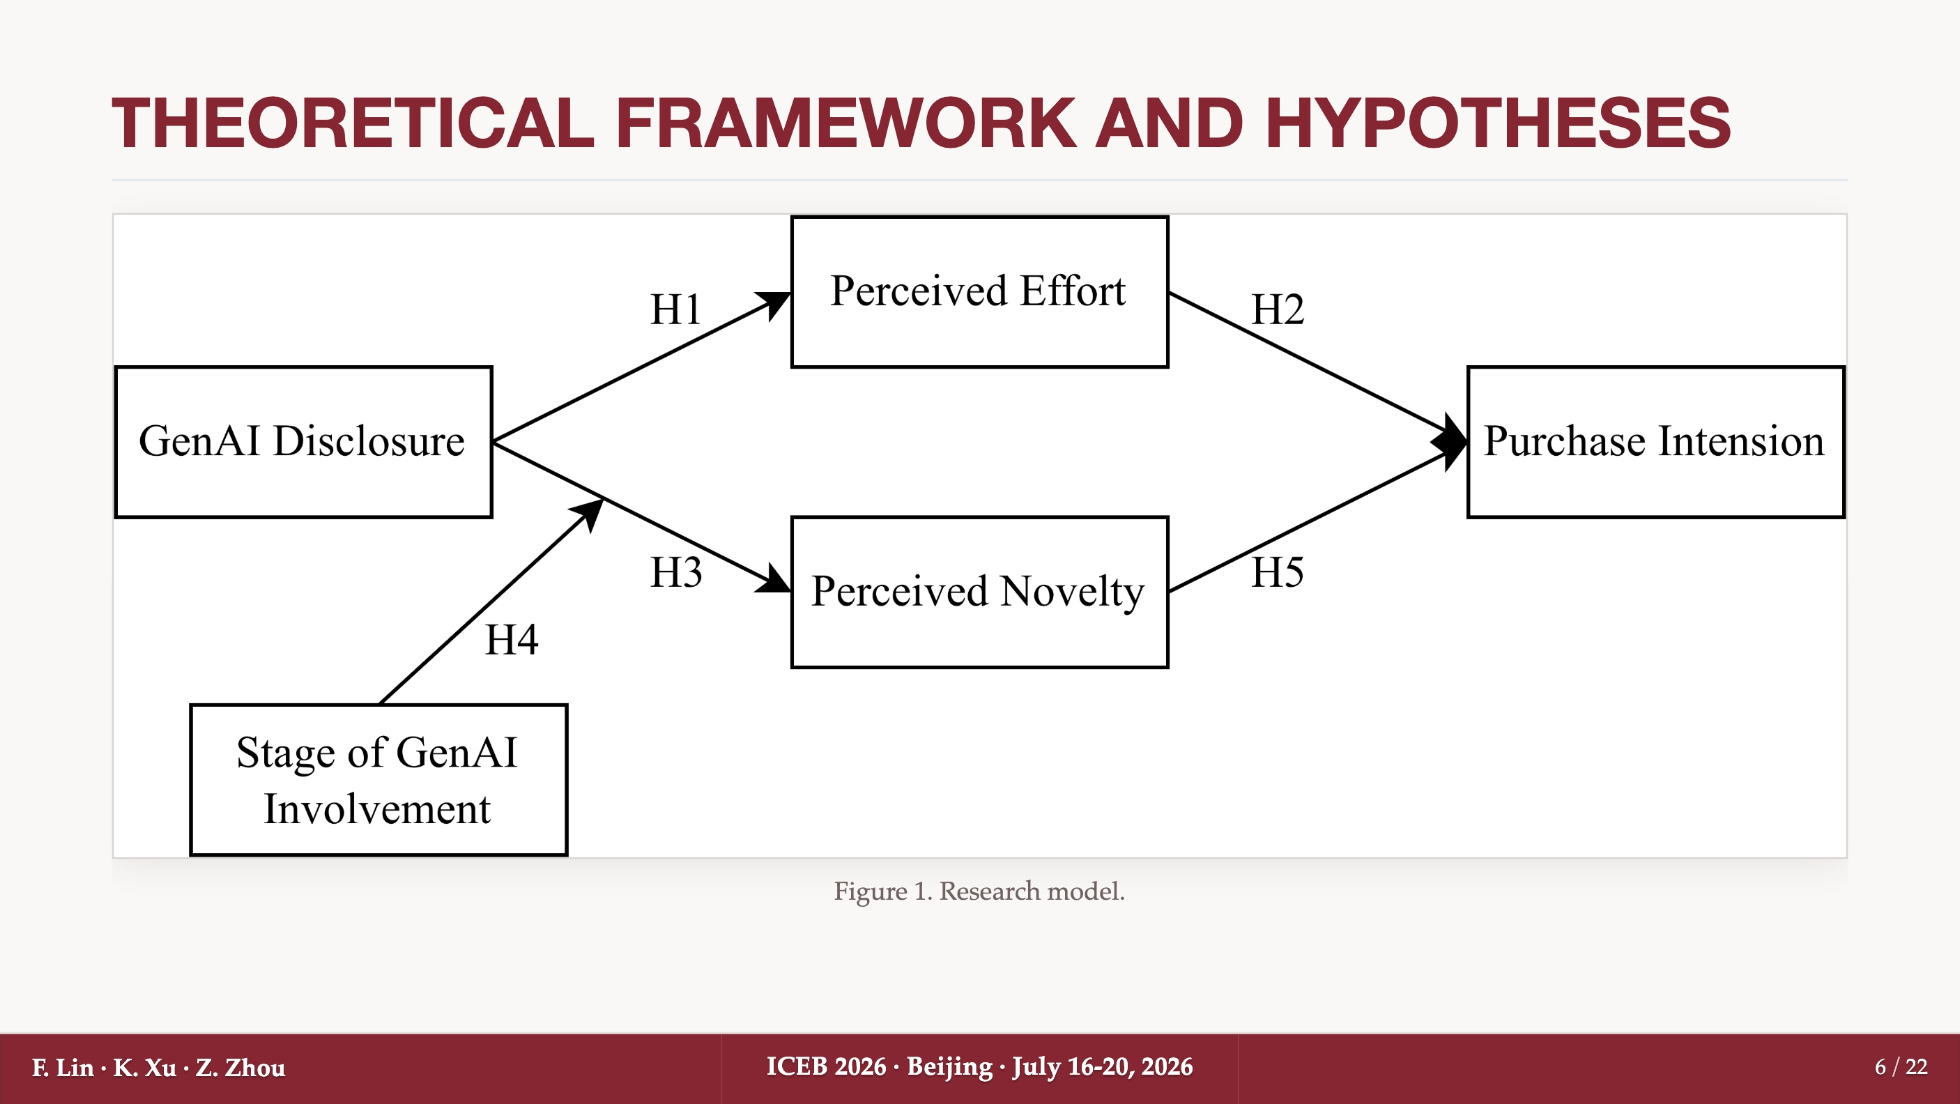 THEORETICAL FRAMEWORK AND HYPOTHESES
Perceived Effort
H1
H2
GenAI Disclosure
Purchase Intension
H3
Perceived Novelty
H5
H4
Stage of GenAI
Involvement
Figure 1. Research model.
F. Lin · K. Xu · Z. Zhou
ICEB 2026 · Beijing · July 16-20, 2026
6 / 22